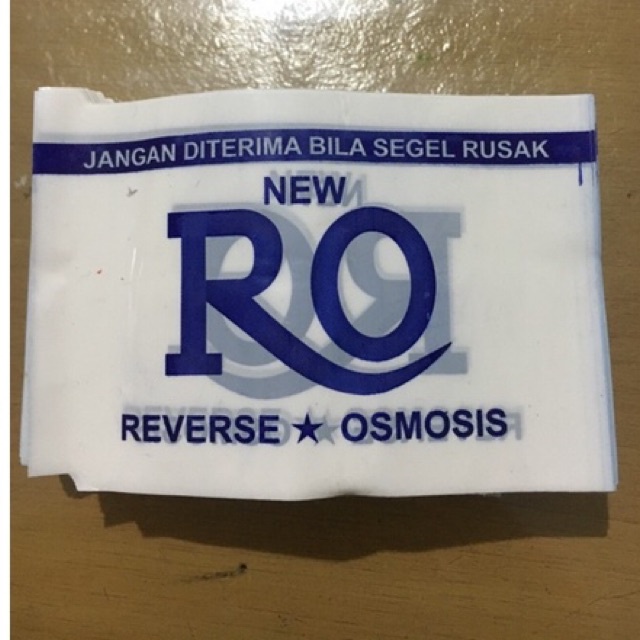 JANGAN DITERIMA BILA SEGEL RUSAK
NEW
RO
REVERSE ★ OSMOSIS